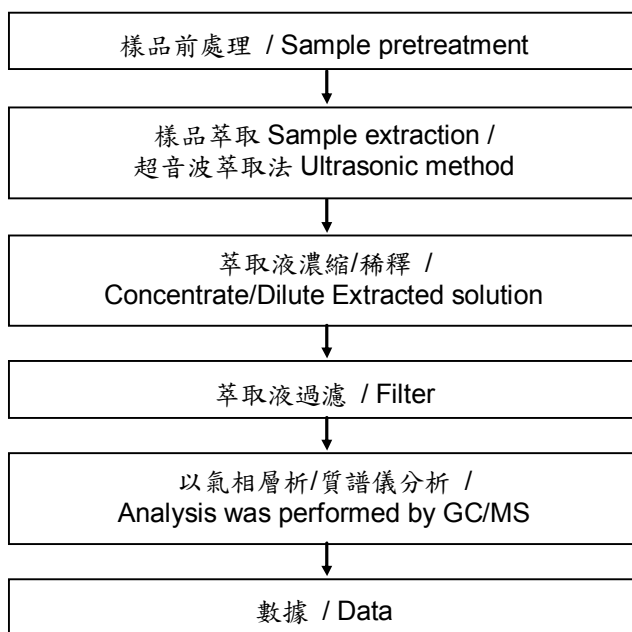 樣品前處理 / Sample pretreatment
樣品萃取 Sample extraction /
超音波萃取法 Ultrasonic method
萃取液濃縮/稀釋 /
Concentrate/Dilute Extracted solution
萃取液過濾 / Filter
以氣相層析/質譜儀分析 /
Analysis was performed by GC/MS
數據 / Data